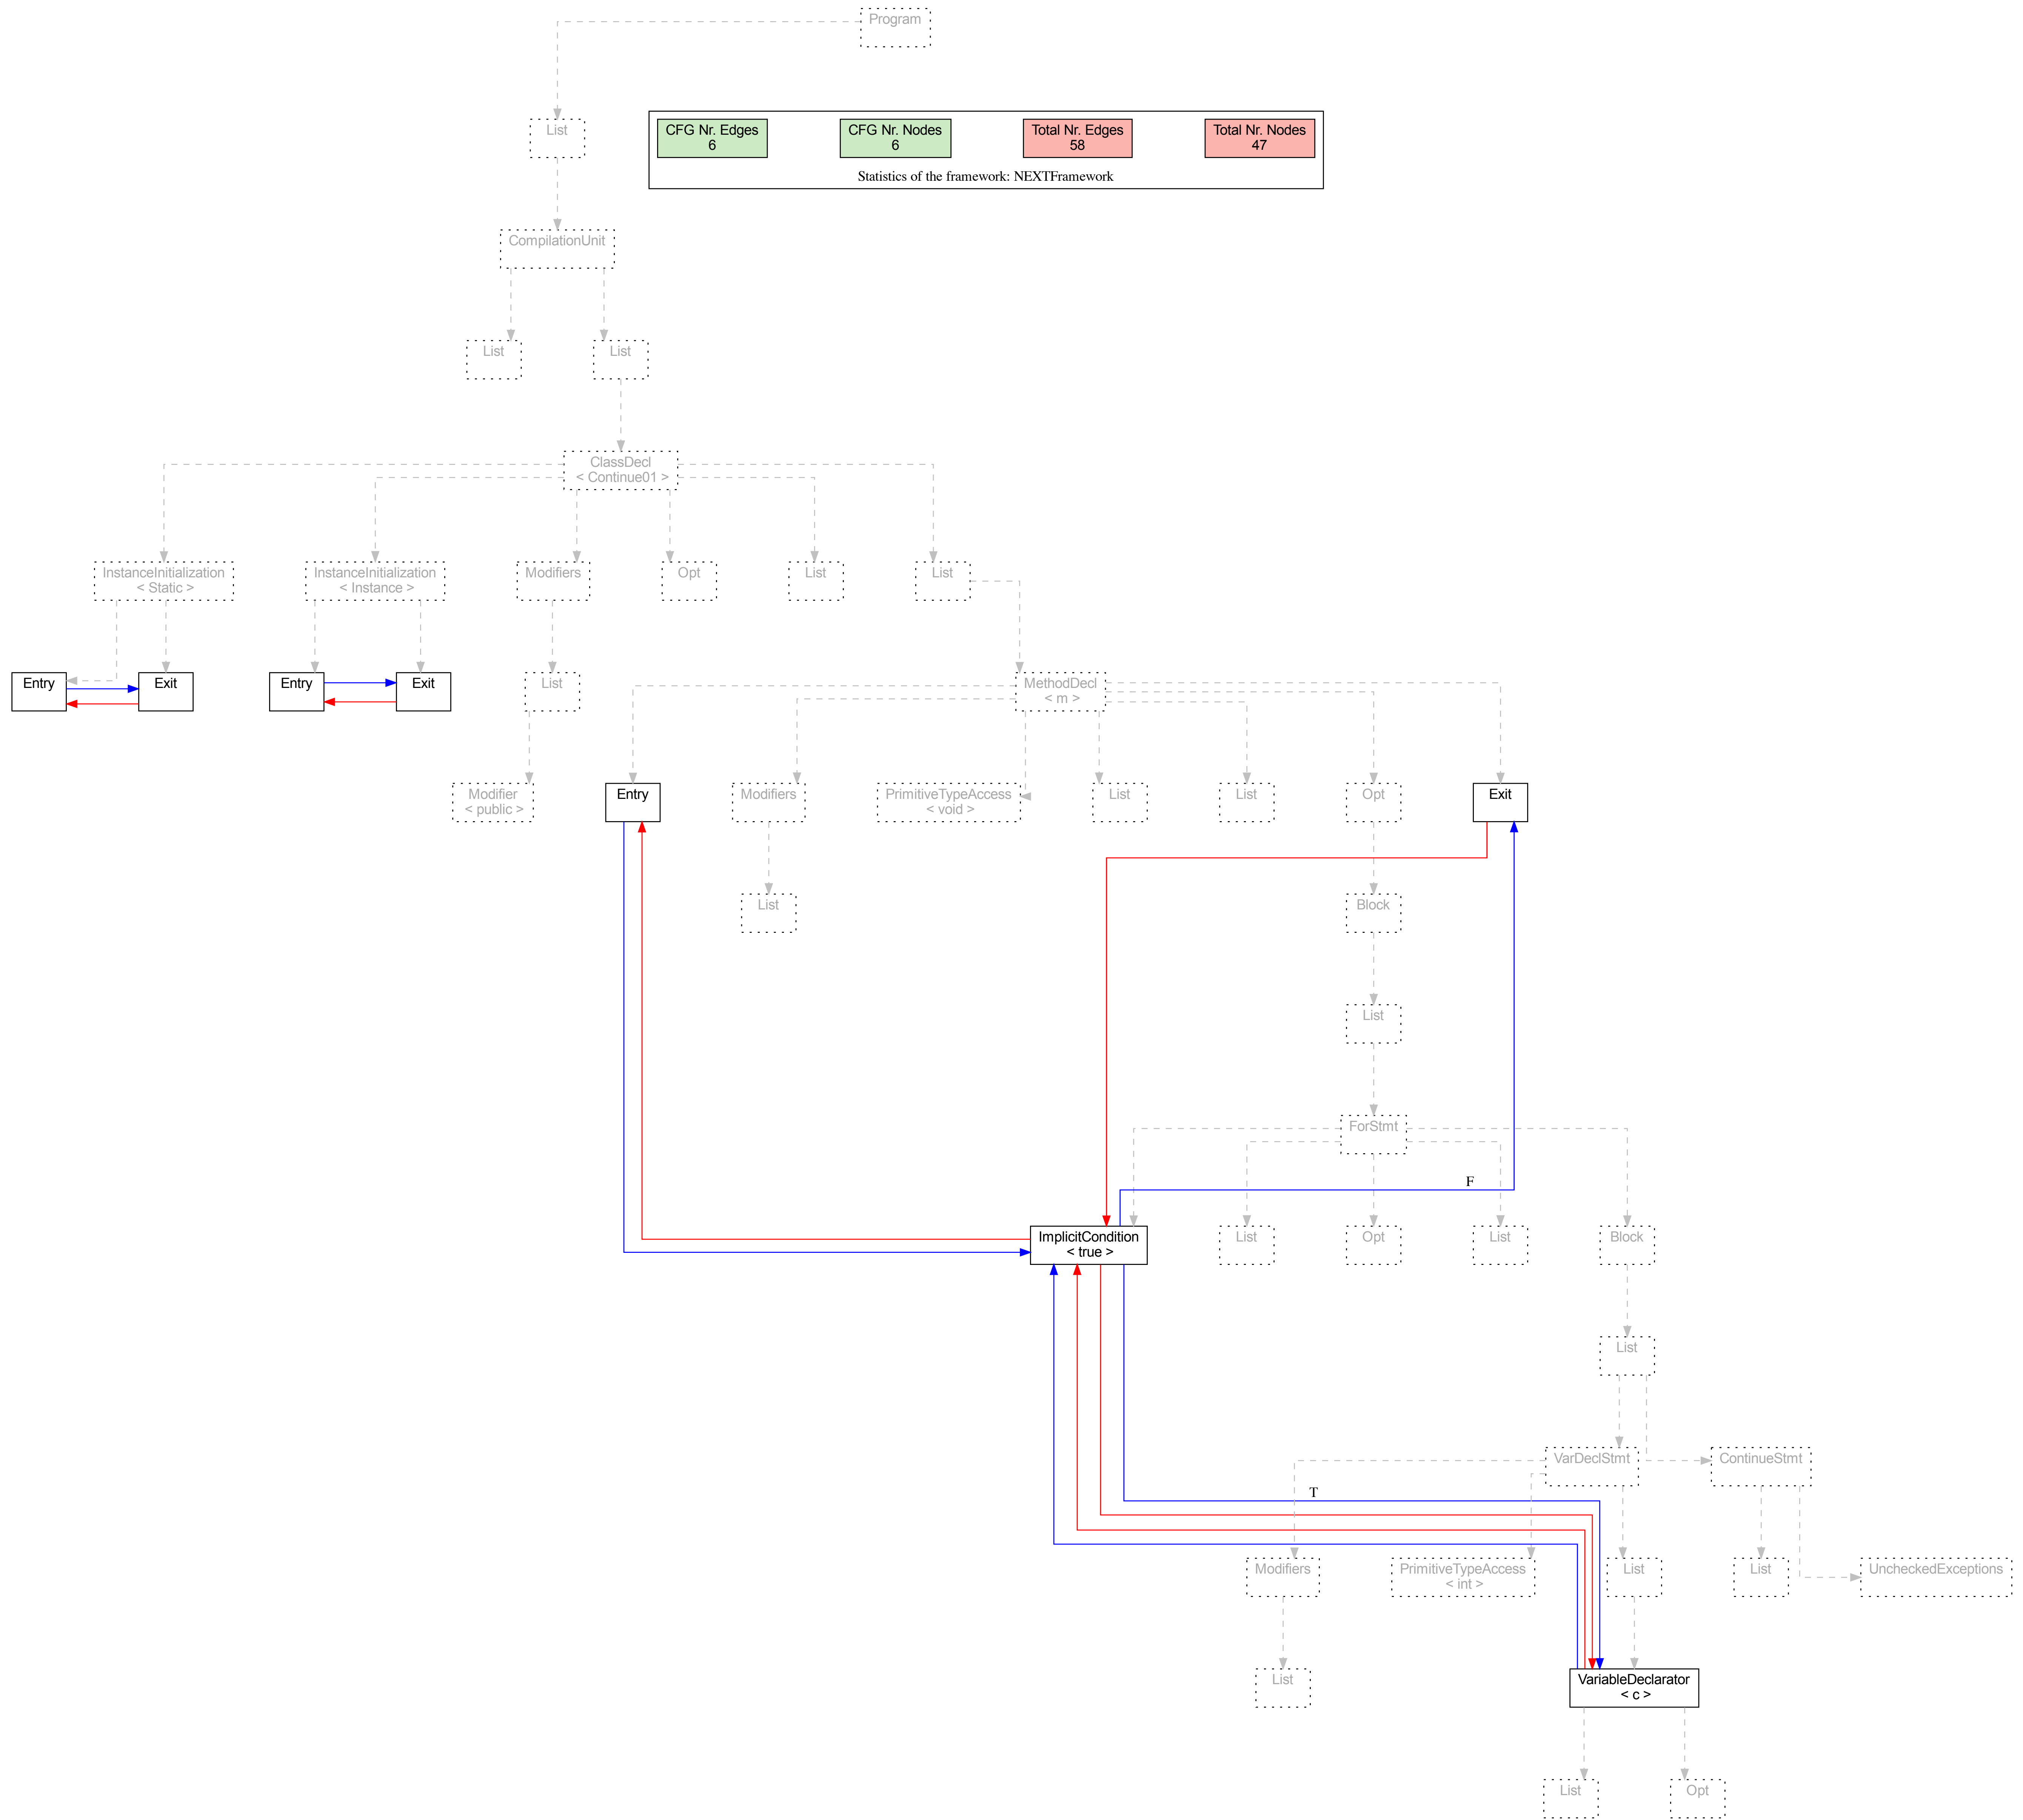 Program
List
CFG Nr. Edges
6
CFG Nr. Nodes
6
Total Nr. Edges
58
Total Nr. Nodes
47
Statistics of the framework: NEXTFramework
CompilationUnit
List
List
ClassDecl
< Continue01 >
InstanceInitialization
< Static >
InstanceInitialization
< Instance >
Modifiers
Opt
List
List
Entry
Exit
Entry
Exit
List
MethodDecl
< m >
Modifier
< public >
Entry
Modifiers
PrimitiveTypeAccess
< void >
List
List
Opt
Exit
List
Block
List
ForStmt
F
ImplicitCondition
< true >
List
Opt
List
Block
List
VarDeclStmt
ContinueStmt
T
Modifiers
PrimitiveTypeAccess
< int >
List
List
UncheckedExceptions
List
VariableDeclarator
< c >
List
Opt